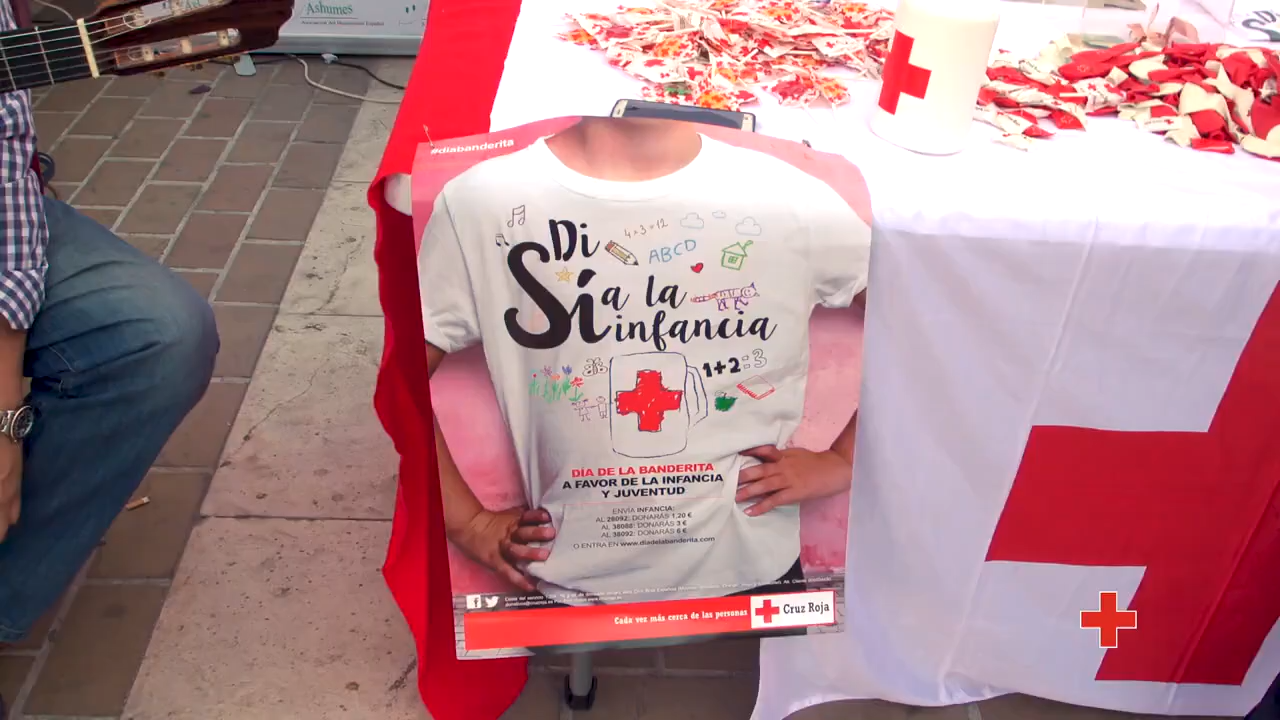 Ashumes
#diabanderita
Di
Sí a la
infancia
4×3=12
ABCD
1+2=3
DÍA DE LA BANDERITA
A FAVOR DE LA INFANCIA
Y JUVENTUD
ENVÍA INFANCIA:
AL 28092: DONARÁS 1,20 €
AL 38088: DONARÁS 3 €
AL 38092: DONARÁS 6 €
O ENTRA EN www.diadelabanderita.com
Cada vez más cerca de las personas
Cruz Roja